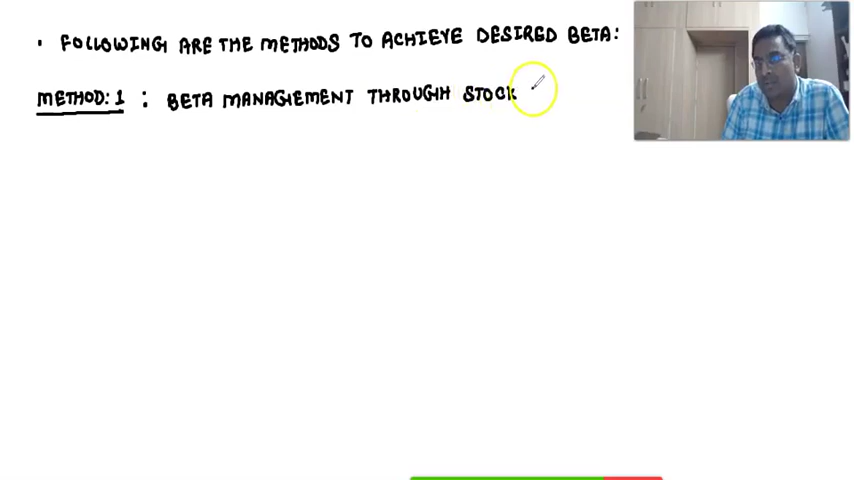 • FOLLOWING ARE THE METHODS TO ACHIEVE DESIRED BETA:
METHOD: 1 : BETA MANAGEMENT THROUGH STOCK